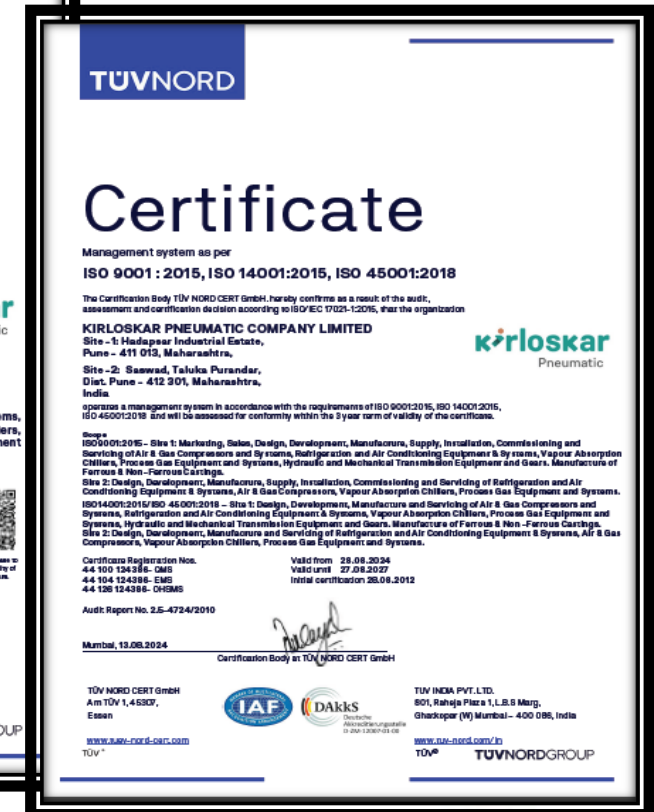 TÜVNORD
Certificate
Management system as per
ISO 9001 : 2015, ISO 14001:2015, ISO 45001:2018
The Certification Body TÜV NORD CERT GmbH. hereby confirms as a result of the audit,
assessment and certification decision according to ISO/IEC 17021-1:2015, that the organization
KIRLOSKAR PNEUMATIC COMPANY LIMITED
Site -1: Hadapsar Industrial Estate,
Pune - 411 013, Maharashtra,
Site -2: Saswad, Taluka Purandar,
Dist. Pune - 412 301, Maharashtra,
India
Kirloskar
Pneumatic
operates a management system in accordance with the requirements of ISO 9001:2015, ISO 14001:2015,
ISO 45001:2018 and will be assessed for conformity within the 3 year term of validity of the certificate.
Scope
ISO9001:2015 - Site 1: Marketing, Sales, Design, Development, Manufacture, Supply, Installation, Commissioning and
Servicing of Air & Gas Compressors and Systems, Refrigeration and Air Conditioning Equipment & Systems, Vapour Absorption
Chillers, Process Gas Equipment and Systems, Hydraulic and Mechanical Transmission Equipment and Gears. Manufacture of
Ferrous & Non-Ferrous Castings.
Site 2: Design, Development, Manufacture, Supply, Installation, Commissioning and Servicing of Refrigeration and Air
Conditioning Equipment & Systems, Air & Gas Compressors, Vapour Absorption Chillers, Process Gas Equipment and Systems.
ISO14001:2015/ISO 45001:2018 - Site 1: Design, Development, Manufacture and Servicing of Air & Gas Compressors and
Systems, Refrigeration and Air Conditioning Equipment & Systems, Vapour Absorption Chillers, Process Gas Equipment and
Systems, Hydraulic and Mechanical Transmission Equipment and Gears. Manufacture of Ferrous & Non -Ferrous Castings.
Site 2: Design, Development, Manufacture and Servicing of Refrigeration and Air Conditioning Equipment & Systems, Air & Gas
Compressors, Vapour Absorption Chillers, Process Gas Equipment and Systems.
Certificate Registration Nos.
44 100 124386- QMS
44 104 124386- EMS
44 126 124386- OHSMS
Valid from 28.08.2024
Valid until 27.08.2027
Initial certification 28.08.2012
Audit Report No. 2.5-4724/2010
Mumbai, 13.08.2024
Certification Body at TÜV NORD CERT GmbH
TÜV NORD CERT GmbH
Am TÜV 1, 45307,
Essen
www.tuev-nord-cert.com
TÜV
IAF
DAkkS
Deutsche
Akkreditierungsstelle
TUV INDIA PVT. LTD.
801, Raheja Plaza 1, L.B.S Marg,
Ghatkopar (W) Mumbai - 400 086, India
www.tuv-nord.com/in
TÜV®
TÜVNORDGROUP